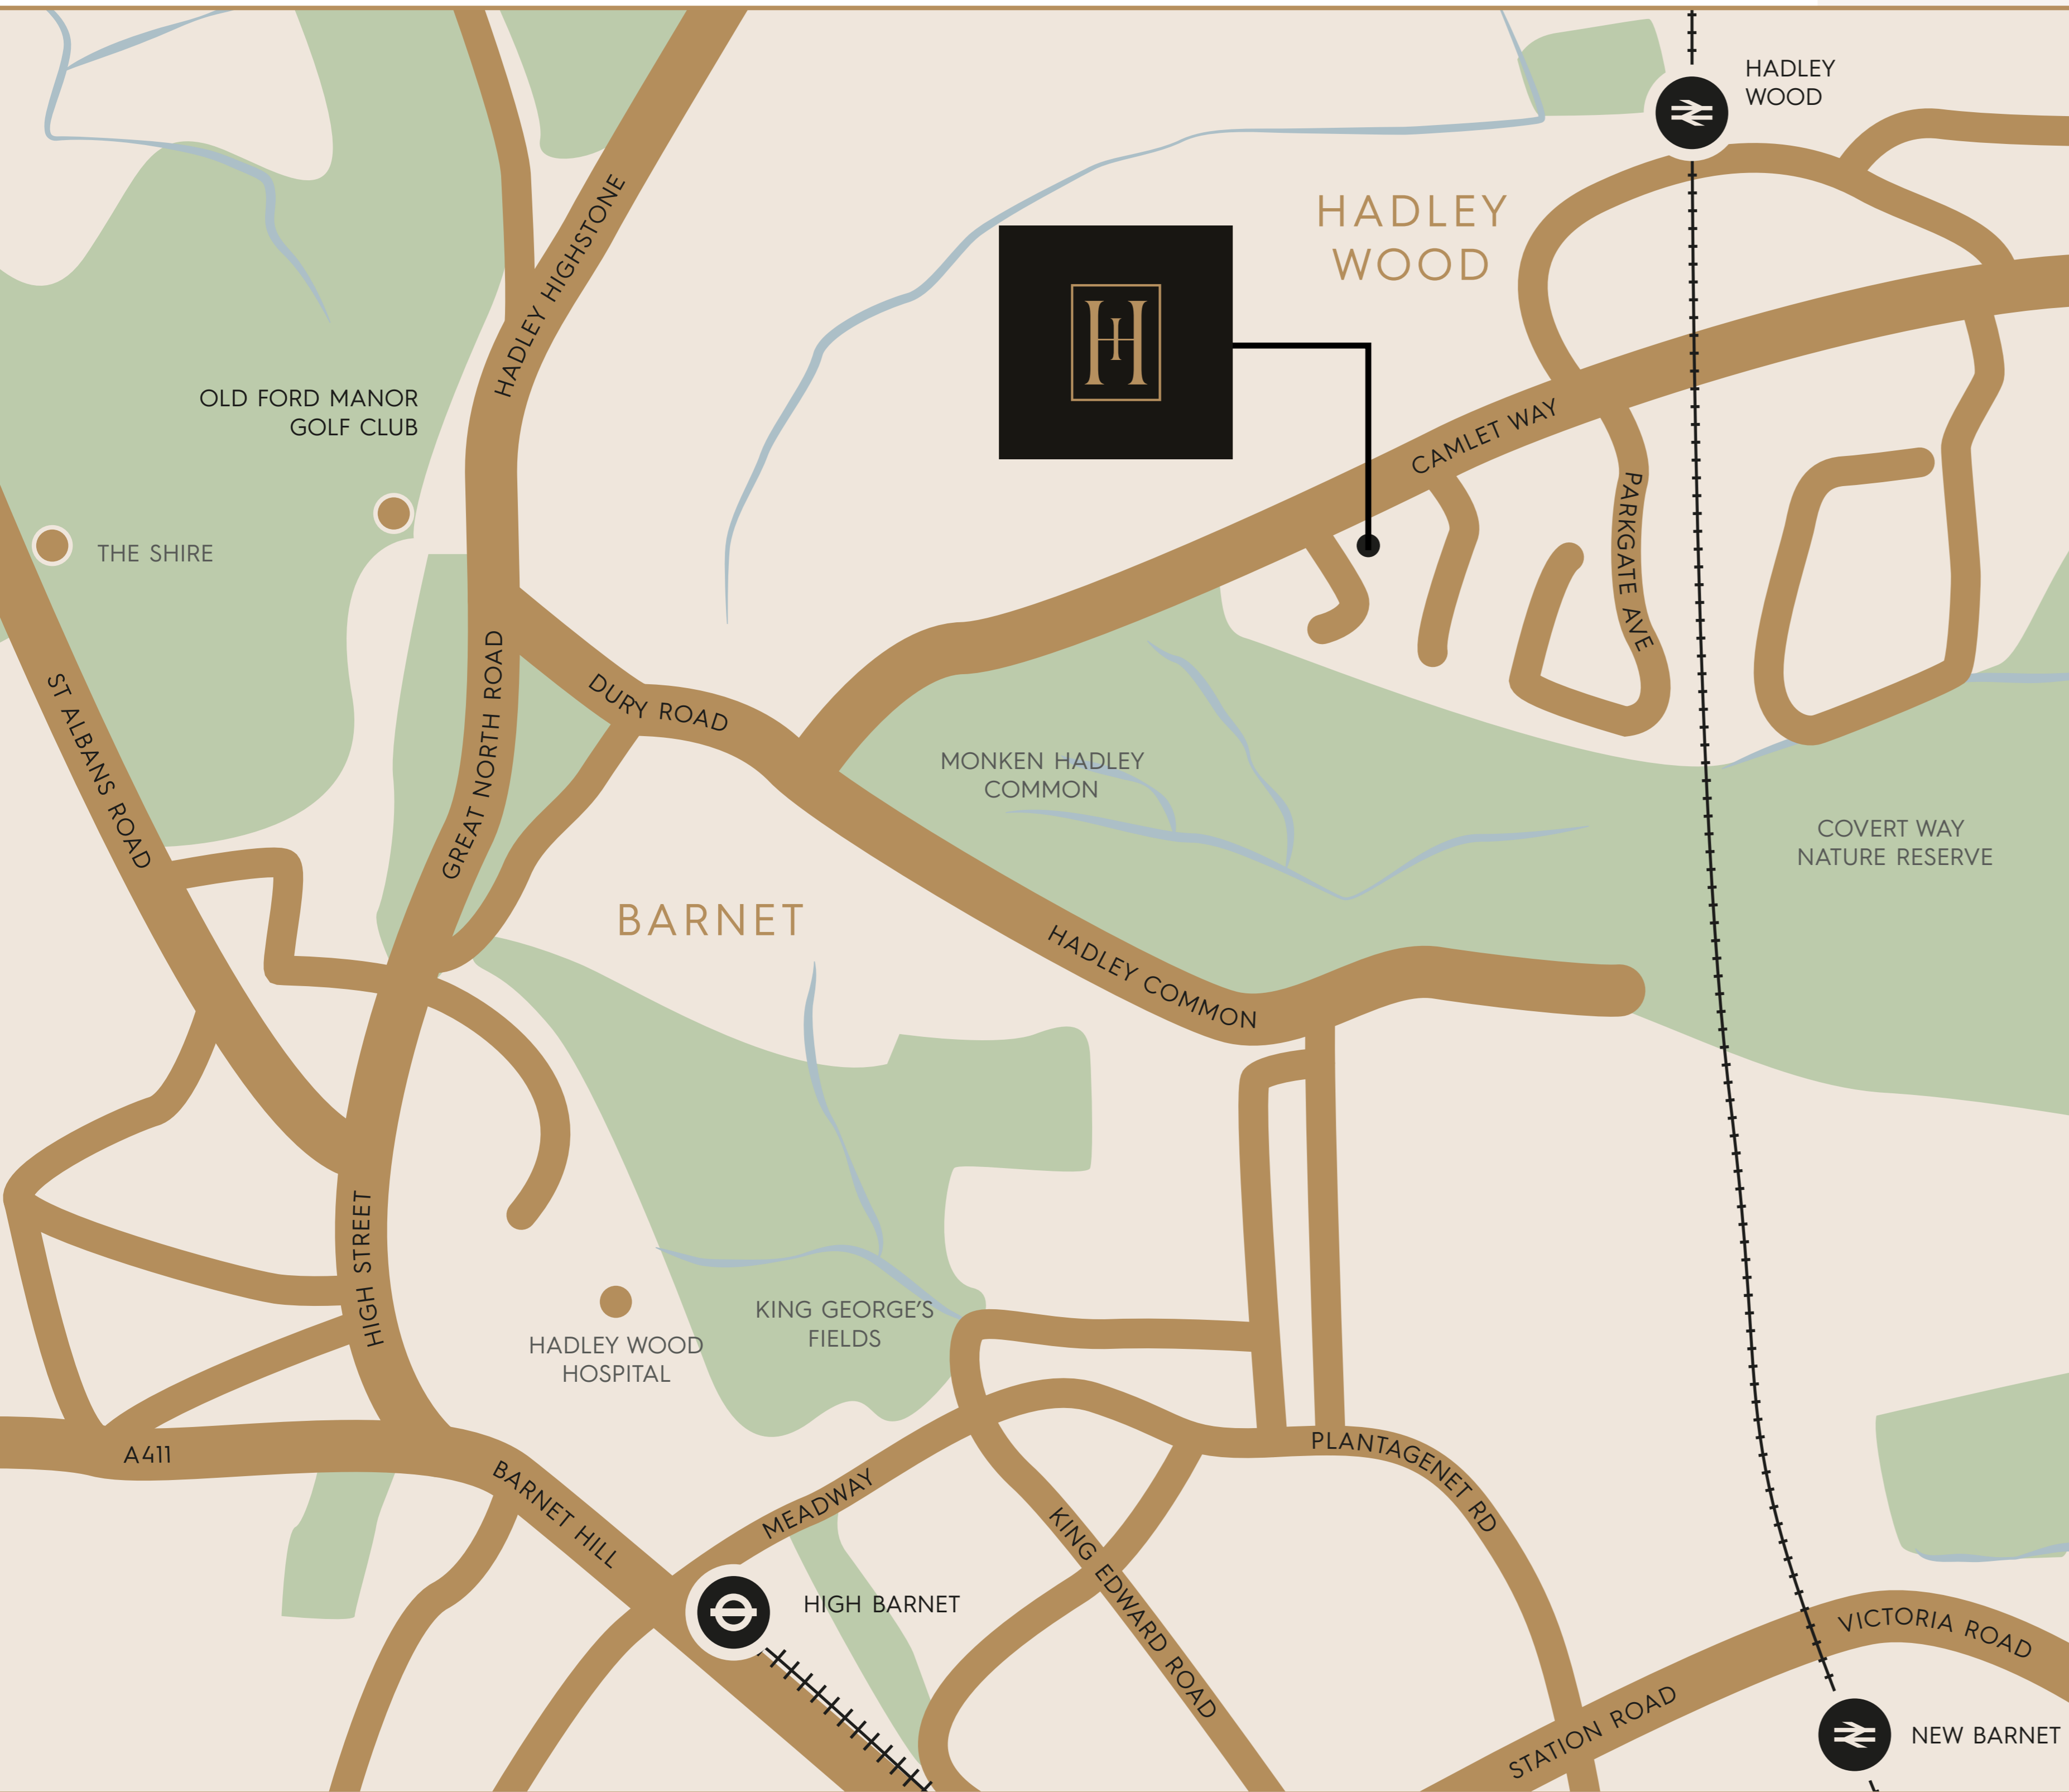 HADLEY
WOOD
HADLEY HIGHSTONE
HADLEY
WOOD
H
OLD FORD MANOR
GOLF CLUB
CAMLET WAY
PARKGATE AVE
THE SHIRE
ST ALBANS ROAD
GREAT NORTH ROAD
DURY ROAD
MONKEN HADLEY
COMMON
COVERT WAY
NATURE RESERVE
BARNET
HADLEY COMMON
HIGH STREET
HADLEY WOOD
HOSPITAL
KING GEORGE'S
FIELDS
A411
BARNET HILL
MEADWAY
PLANTAGENET RD
KING EDWARD ROAD
HIGH BARNET
VICTORIA ROAD
STATION ROAD
NEW BARNET